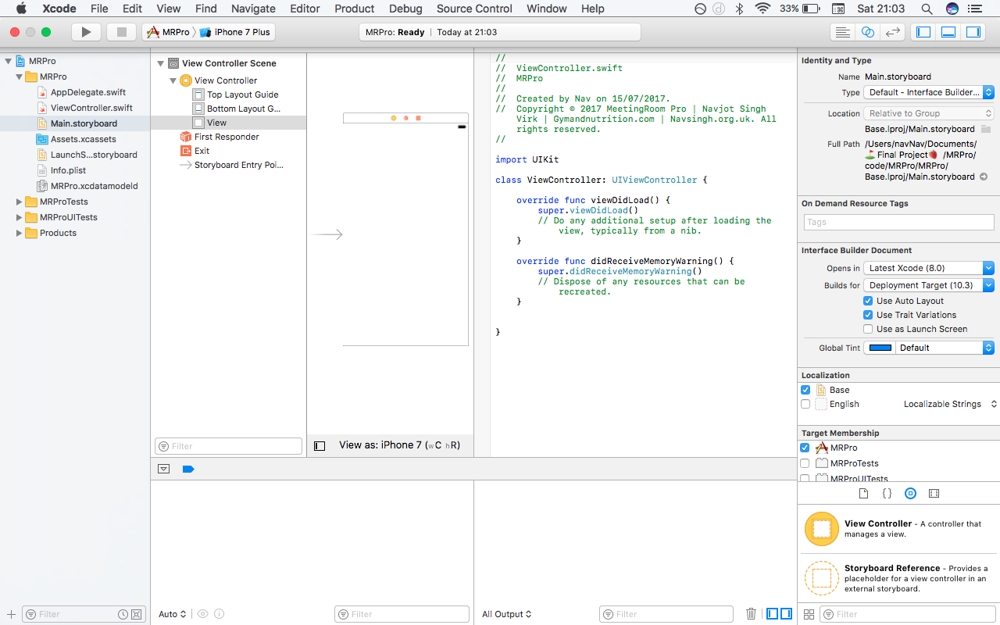 Xcode File Edit View Find Navigate Editor Product Debug Source Control Window Help 33% Sat 21:03
MRPro iPhone 7 Plus MRPro: Ready | Today at 21:03
MRPro
MRPro
AppDelegate.swift
ViewController.swift
Main.storyboard
Assets.xcassets
LaunchS...storyboard
Info.plist
MRPro.xcdatamodeld
MRProTests
MRProUITests
Products
Filter
View Controller Scene
View Controller
Top Layout Guide
Bottom Layout G...
View
First Responder
Exit
Storyboard Entry Poi...
Filter
View as: iPhone 7 (wC hR)
//
// ViewController.swift
// MRPro
//
// Created by Nav on 15/07/2017.
// Copyright © 2017 MeetingRoom Pro | Navjot Singh
Virk | Gymandnutrition.com | Navsingh.org.uk. All
rights reserved.
//
import UIKit
class ViewController: UIViewController {
override func viewDidLoad() {
super.viewDidLoad()
// Do any additional setup after loading the
view, typically from a nib.
}
override func didReceiveMemoryWarning() {
super.didReceiveMemoryWarning()
// Dispose of any resources that can be
recreated.
}
}
Auto
Filter
All Output
Filter
Identity and Type
Name Main.storyboard
Type Default - Interface Builder...
Location Relative to Group
Base.lproj/Main.storyboard
Full Path /Users/navNav/Documents/
Final Project /MRPro/
code/MRPro/MRPro/
Base.lproj/Main.storyboard
On Demand Resource Tags
Tags
Interface Builder Document
Opens in Latest Xcode (8.0)
Builds for Deployment Target (10.3)
Use Auto Layout
Use Trait Variations
Use as Launch Screen
Global Tint Default
Localization
Base
English Localizable Strings
Target Membership
MRPro
MRProTests
MRProUITests
{}
View Controller - A controller that
manages a view.
Storyboard Reference - Provides a
placeholder for a view controller in an
external storyboard.
Filter